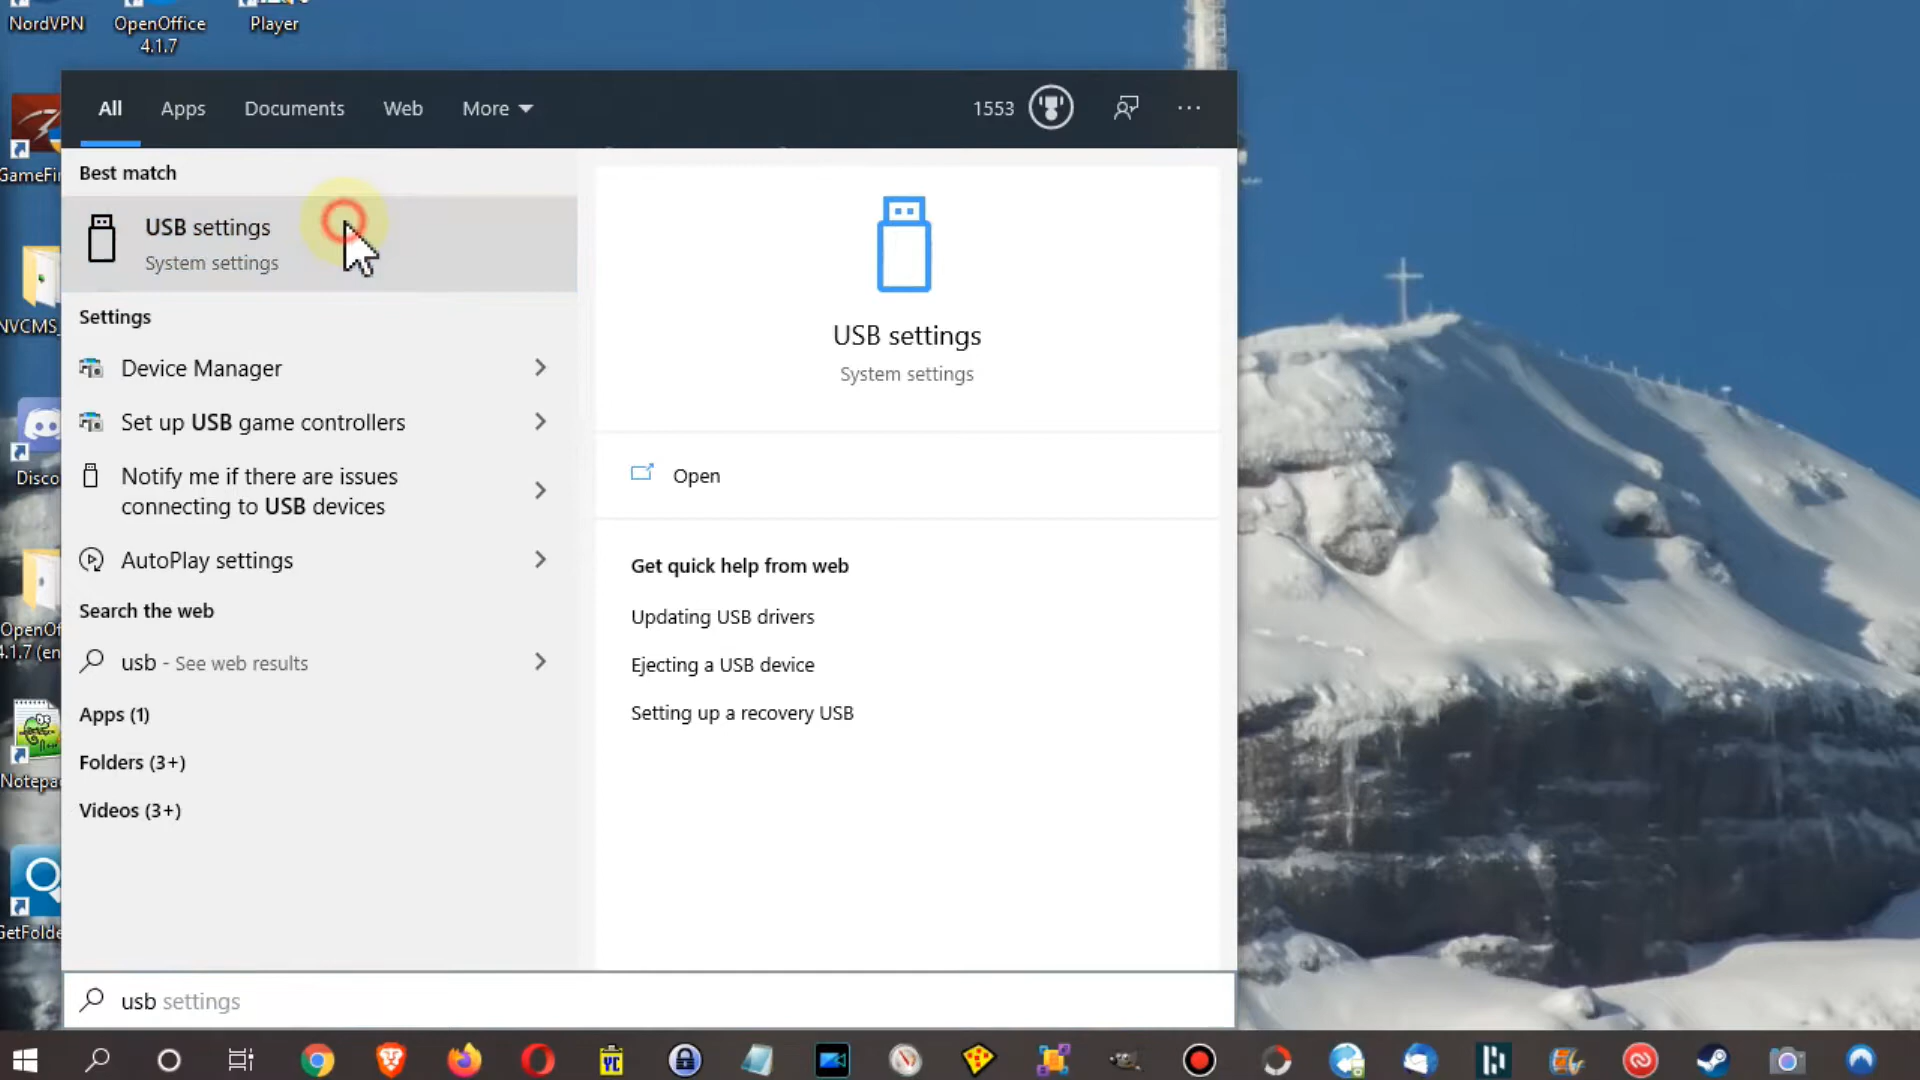 NordVPN
OpenOffice
4.1.7
Player
All
Apps
Documents
Web
More
1553
Best match
USB settings
System settings
Settings
Device Manager
Set up USB game controllers
Notify me if there are issues
connecting to USB devices
AutoPlay settings
Search the web
usb - See web results
Apps (1)
Folders (3+)
Videos (3+)
USB settings
System settings
Open
Get quick help from web
Updating USB drivers
Ejecting a USB device
Setting up a recovery USB
GameFir
NVCMS_
Disco
OpenOf
4.1.7 (en
Notepa
GetFolde
usb settings
YC